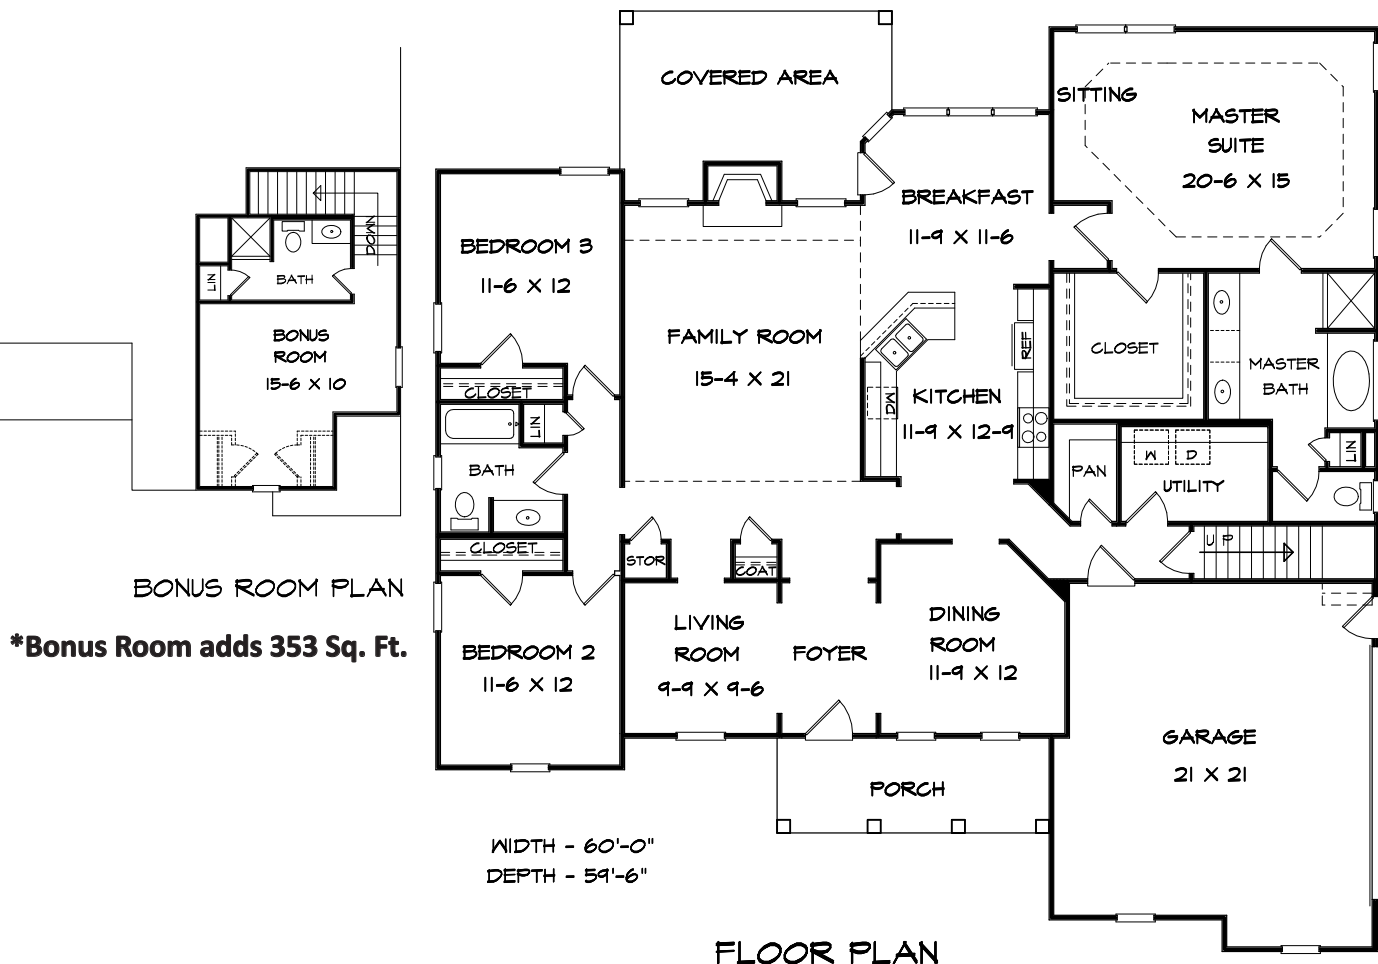 COVERED AREA
SITTING
MASTER
SUITE
20-6 X 15
BREAKFAST
11-9 X 11-6
BEDROOM 3
11-6 X 12
DOWN
LIN
BATH
BONUS
ROOM
15-6 X 10
FAMILY ROOM
15-4 X 21
REF
CLOSET
MASTER
BATH
CLOSET
DW
KITCHEN
11-9 X 12-9
LIN
BATH
PAN
W
D
LIN
UTILITY
CLOSET
STOR
COAT
UP
BONUS ROOM PLAN
*Bonus Room adds 353 Sq. Ft.
BEDROOM 2
11-6 X 12
LIVING
ROOM
9-9 X 9-6
FOYER
DINING
ROOM
11-9 X 12
GARAGE
21 X 21
PORCH
WIDTH - 60'-0"
DEPTH - 59'-6"
FLOOR PLAN